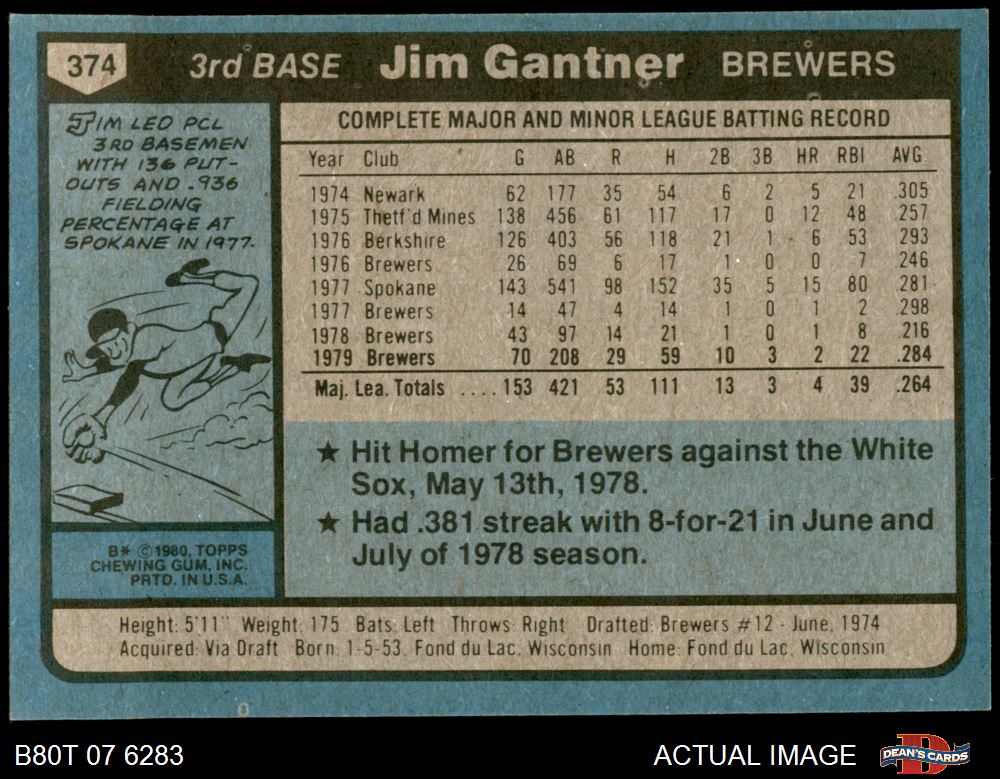 374 3rd BASE Jim Gantner BREWERS
JIM LED PCL
3RD BASEMEN
WITH 136 PUT-
OUTS AND .936
FIELDING
PERCENTAGE AT
SPOKANE IN 1977.
COMPLETE MAJOR AND MINOR LEAGUE BATTING RECORD
Year Club G AB R H 2B 3B HR RBI AVG
1974 Newark 62 177 35 54 6 2 5 21 .305
1975 Thetf'd Mines 138 456 61 117 17 0 12 48 .257
1976 Berkshire 126 403 56 118 21 1 6 53 .293
1976 Brewers 26 69 6 17 1 0 0 7 .246
1977 Spokane 143 541 98 152 35 5 15 80 .281
1977 Brewers 14 47 4 14 1 0 1 2 .298
1978 Brewers 43 97 14 21 1 0 1 8 .216
1979 Brewers 70 208 29 59 10 3 2 22 .284
Maj. Lea. Totals ....153 421 53 111 13 3 4 39 .264
★ Hit Homer for Brewers against the White
Sox, May 13th, 1978.
★ Had .381 streak with 8-for-21 in June and
July of 1978 season.
B* © 1980, TOPPS
CHEWING GUM, INC.
PRTD. IN U.S.A.
Height: 5'11" Weight: 175 Bats: Left Throws: Right Drafted: Brewers #12 - June, 1974
Acquired: Via Draft Born: 1-5-53, Fond du Lac, Wisconsin Home: Fond du Lac, Wisconsin
B80T 07 6283 ACTUAL IMAGE DEAN'S CARDS